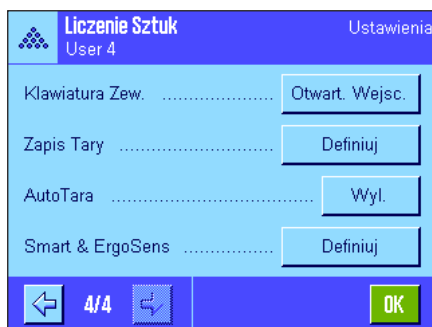 Liczenie Sztuk Ustawienia
User 4
Klawiatura Zew. .................... Otwart. Wejsc.
Zapis Tary ........................... Definiuj
AutoTara ................................... Wyl.
Smart & ErgoSens ................ Definiuj
4/4 OK